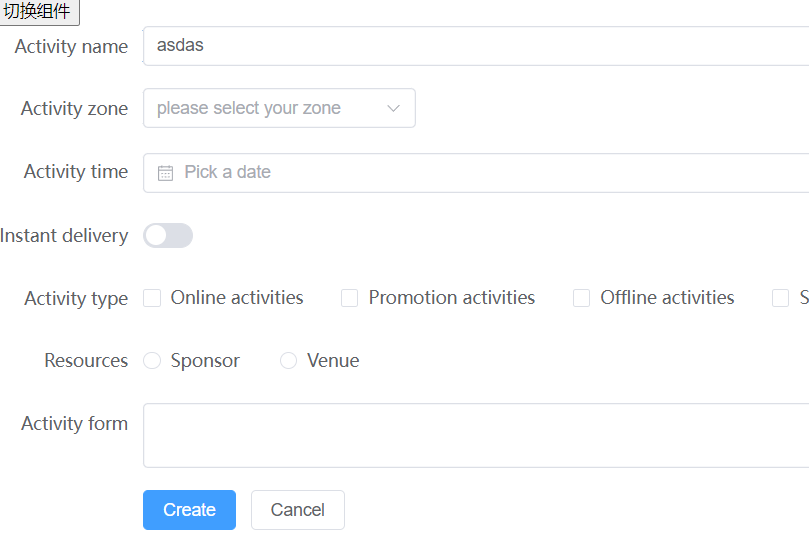 切换组件
Activity name asdas
Activity zone please select your zone
Activity time Pick a date
Instant delivery
Activity type Online activities Promotion activities Offline activities S
Resources Sponsor Venue
Activity form
Create Cancel